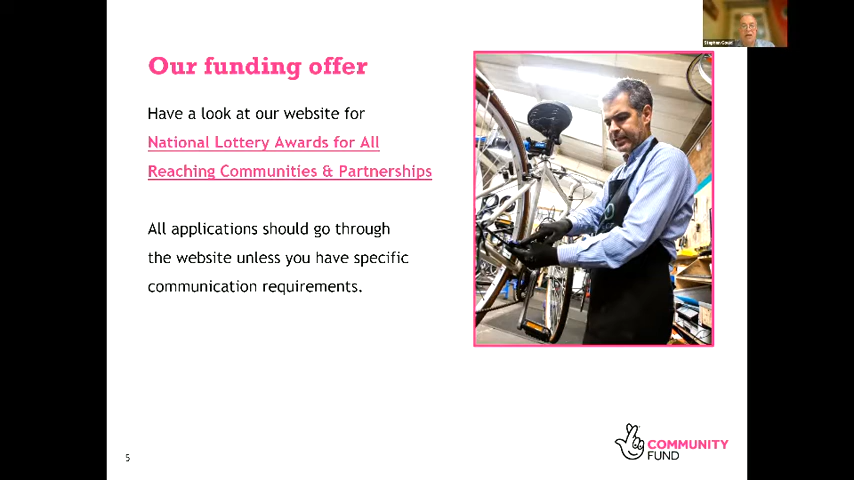 Our funding offer
Have a look at our website for
National Lottery Awards for All
Reaching Communities & Partnerships
All applications should go through
the website unless you have specific
communication requirements.
5
COMMUNITY
FUND